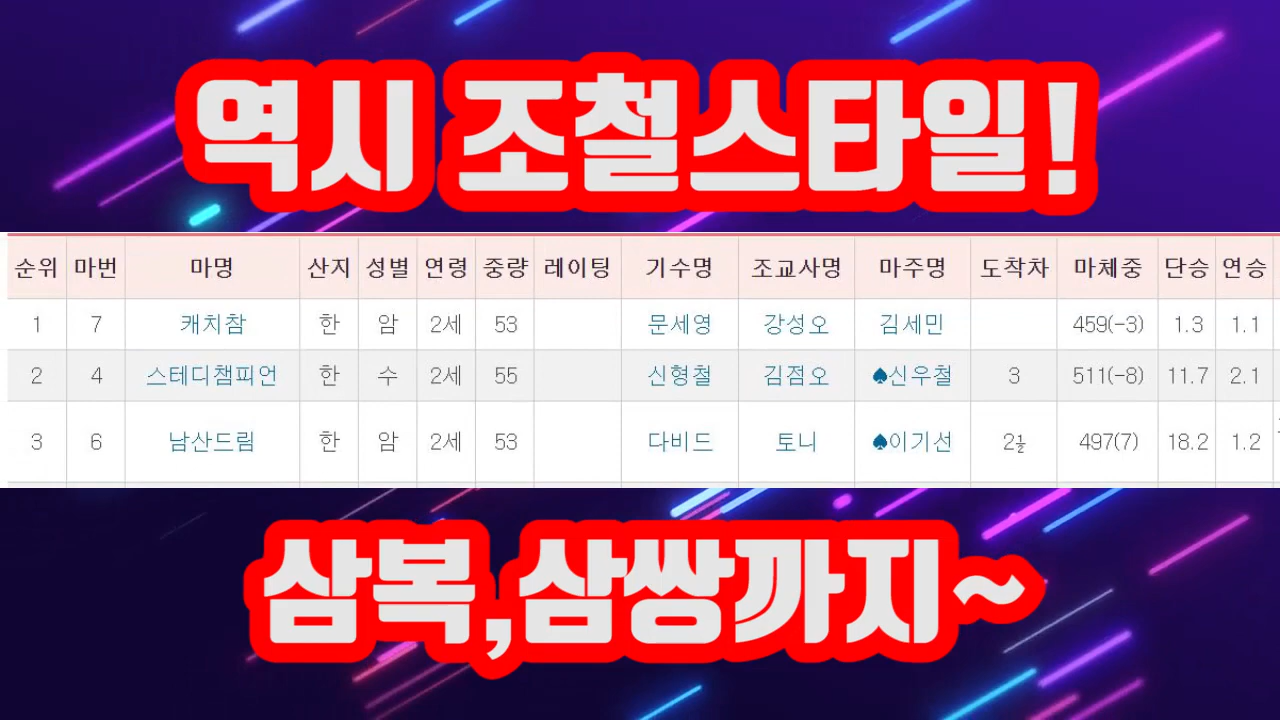 역시 조철스타일!
순위 마번 마명 산지 성별 연령 중량 레이팅 기수명 조교사명 마주명 도착차 마체중 단승 연승
1 7 캐치참 한 암 2세 53 문세영 강성오 김세민 459(-3) 1.3 1.1
2 4 스테디챔피언 한 수 2세 55 신형철 김점오 ♠신우철 3 511(-8) 11.7 2.1
3 6 남산드림 한 암 2세 53 다비드 토니 ♠이기선 2½ 497(7) 18.2 1.2
삼복,삼쌍까지~